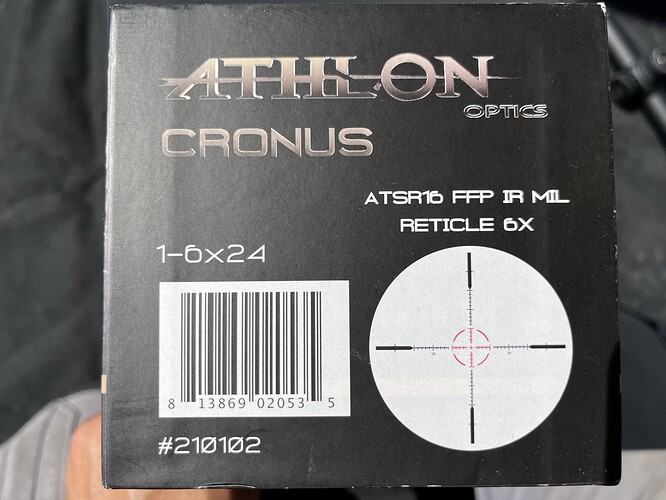 ATHLON
OPTICS
CRONUS
ATSR16 FFP IR MIL
RETICLE 6X
1-6x24
8 13869 02053 5
#210102